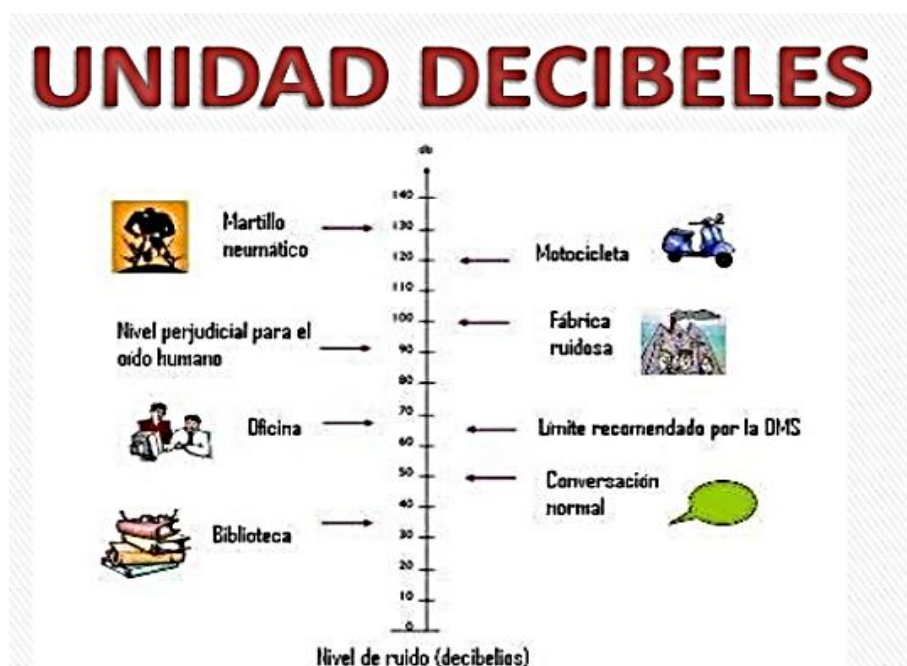 UNIDAD DECIBELES
db
140
Martillo
neumático
130
Motocicleta
120
110
Fábrica
ruidosa
100
Nivel perjudicial para el
oído humano
90
80
Oficina
70
Límite recomendado por la OMS
60
Conversación
normal
50
40
Biblioteca
30
20
10
0
Nivel de ruido (decibelios)